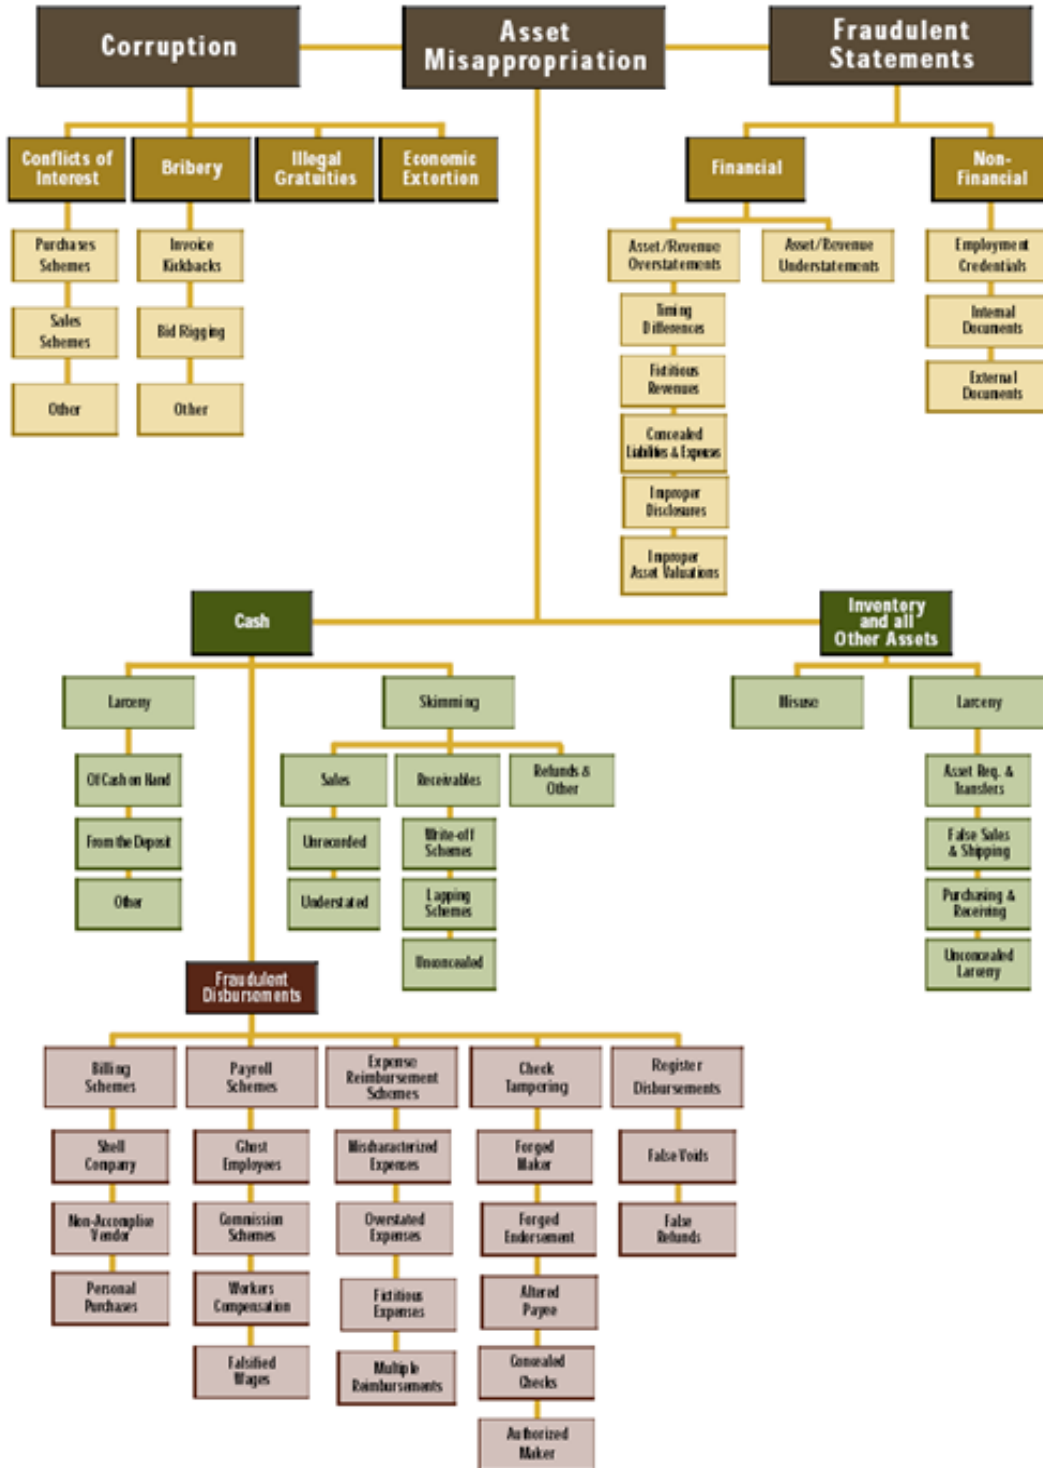 Corruption
Asset
Misappropriation
Fraudulent
Statements
Conflicts of
Interest
Bribery
Illegal
Gratuities
Economic
Extortion
Financial
Non-
Financial
Purchases
Schemes
Invoice
Kickbacks
Asset/Revenue
Overstatements
Asset/Revenue
Understatements
Employment
Credentials
Sales
Schemes
Bid Rigging
Timing
Differences
Internal
Documents
Other
Other
Fictitious
Revenues
External
Documents
Concealed
Liabilities & Expenses
Improper
Disclosures
Improper
Asset Valuations
Cash
Inventory
and all
Other Assets
Larceny
Skimming
Misuse
Larceny
Of Cash on Hand
Sales
Receivables
Refunds &
Other
Asset Req. &
Transfers
From the Deposit
Unrecorded
Write-off
Schemes
False Sales
& Shipping
Other
Understated
Lapping
Schemes
Purchasing &
Receiving
Unconcealed
Unconcealed
Larceny
Fraudulent
Disbursements
Billing
Schemes
Payroll
Schemes
Expense
Reimbursement
Schemes
Check
Tampering
Register
Disbursements
Shell
Company
Ghost
Employees
Mischaracterized
Expenses
Forged
Maker
False Voids
Non-Accomplice
Vendor
Commission
Schemes
Overstated
Expenses
Forged
Endorsement
False
Refunds
Personal
Purchases
Workers
Compensation
Fictitious
Expenses
Altered
Payee
Falsified
Wages
Multiple
Reimbursements
Concealed
Checks
Authorized
Maker